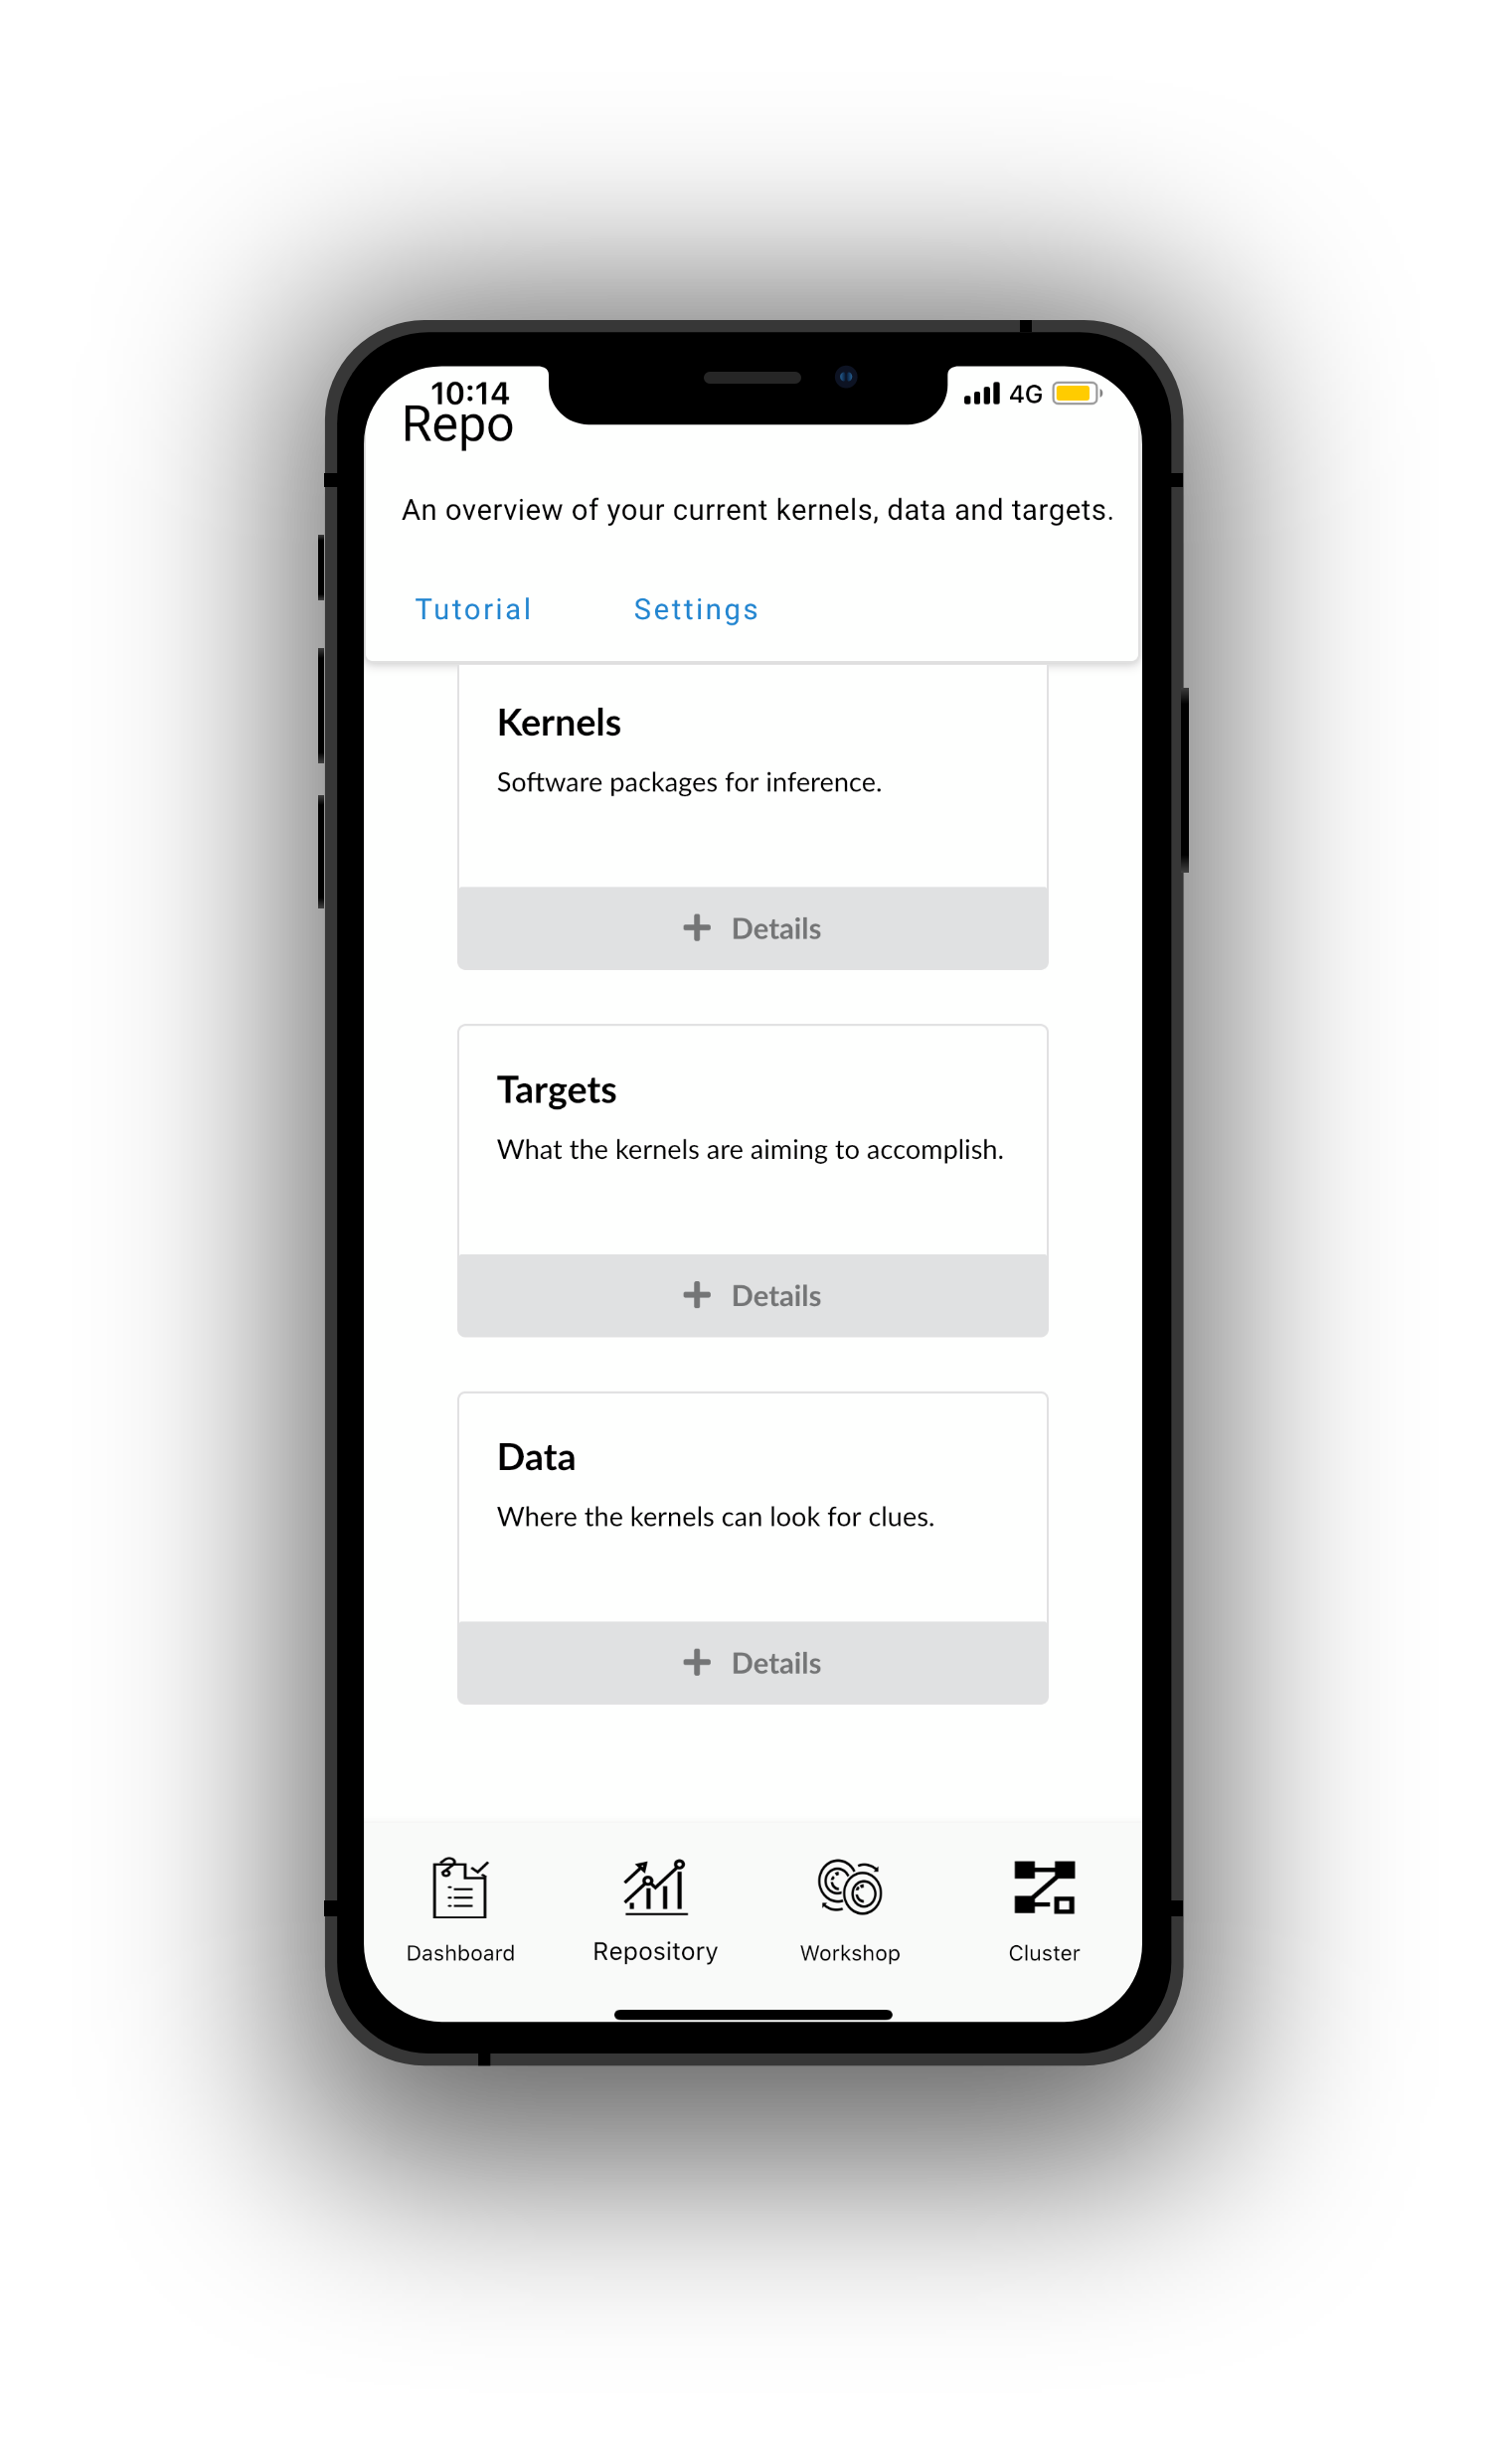 10:14
4G
Repo
An overview of your current kernels, data and targets.
Tutorial
Settings
Kernels
Software packages for inference.
Details
Targets
What the kernels are aiming to accomplish.
Details
Data
Where the kernels can look for clues.
Details
Dashboard
Repository
Workshop
Cluster